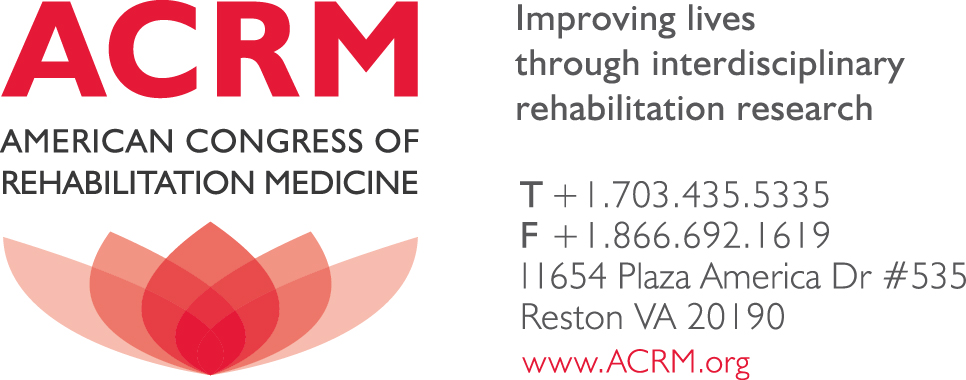 ACRM
AMERICAN CONGRESS OF
REHABILITATION MEDICINE
Improving lives
through interdisciplinary
rehabilitation research
T +1.703.435.5335
F +1.866.692.1619
11654 Plaza America Dr #535
Reston VA 20190
www.ACRM.org